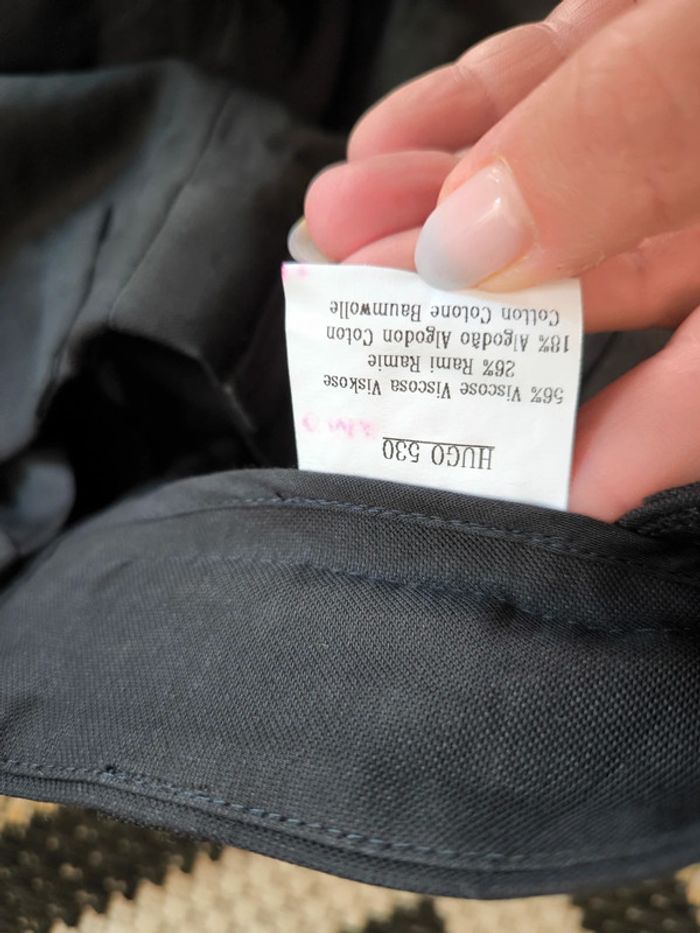 HUGO 530
56% Viscose Viscosa Viskose
26% Rami Ramie
18% Algodão Algodon Coton
Cotton Cotone Baumwolle